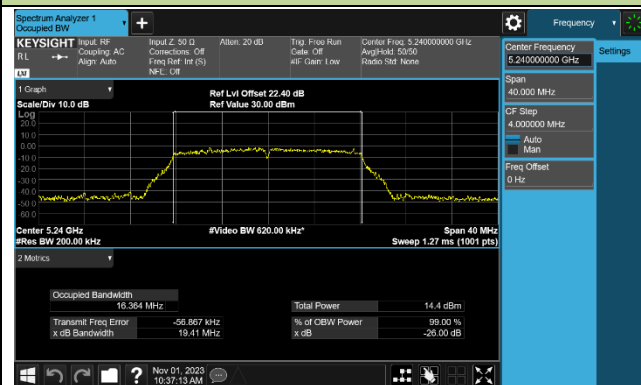 Spectrum Analyzer 1
Occupied BW
Frequency
KEYSIGHT Input: RF Input Z: 50 Ω Atten: 20 dB Trig: Free Run Center Freq: 5.240000000 GHz
RL Coupling: AC Corrections: Off Gate: Off Avg|Hold: 50/50
Align: Auto Freq Ref: Int (S) #IF Gain: Low Radio Std: None
NFE: Off
LXI
Center Frequency
5.240000000 GHz
Settings
Span
40.000 MHz
CF Step
4.000000 MHz
Auto
Man
Freq Offset
0 Hz
1 Graph
Ref Lvl Offset 22.40 dB
Scale/Div 10.0 dB Ref Value 30.00 dBm
Log
20.0
10.0
0.00
-10.0
-20.0
-30.0
-40.0
-50.0
-60.0
Center 5.24 GHz #Video BW 620.00 kHz* Span 40 MHz
#Res BW 200.00 kHz Sweep 1.27 ms (1001 pts)
2 Metrics
Occupied Bandwidth
16.364 MHz Total Power 14.4 dBm
Transmit Freq Error -56.867 kHz % of OBW Power 99.00 %
x dB Bandwidth 19.41 MHz x dB -26.00 dB
Nov 01, 2023
10:37:13 AM